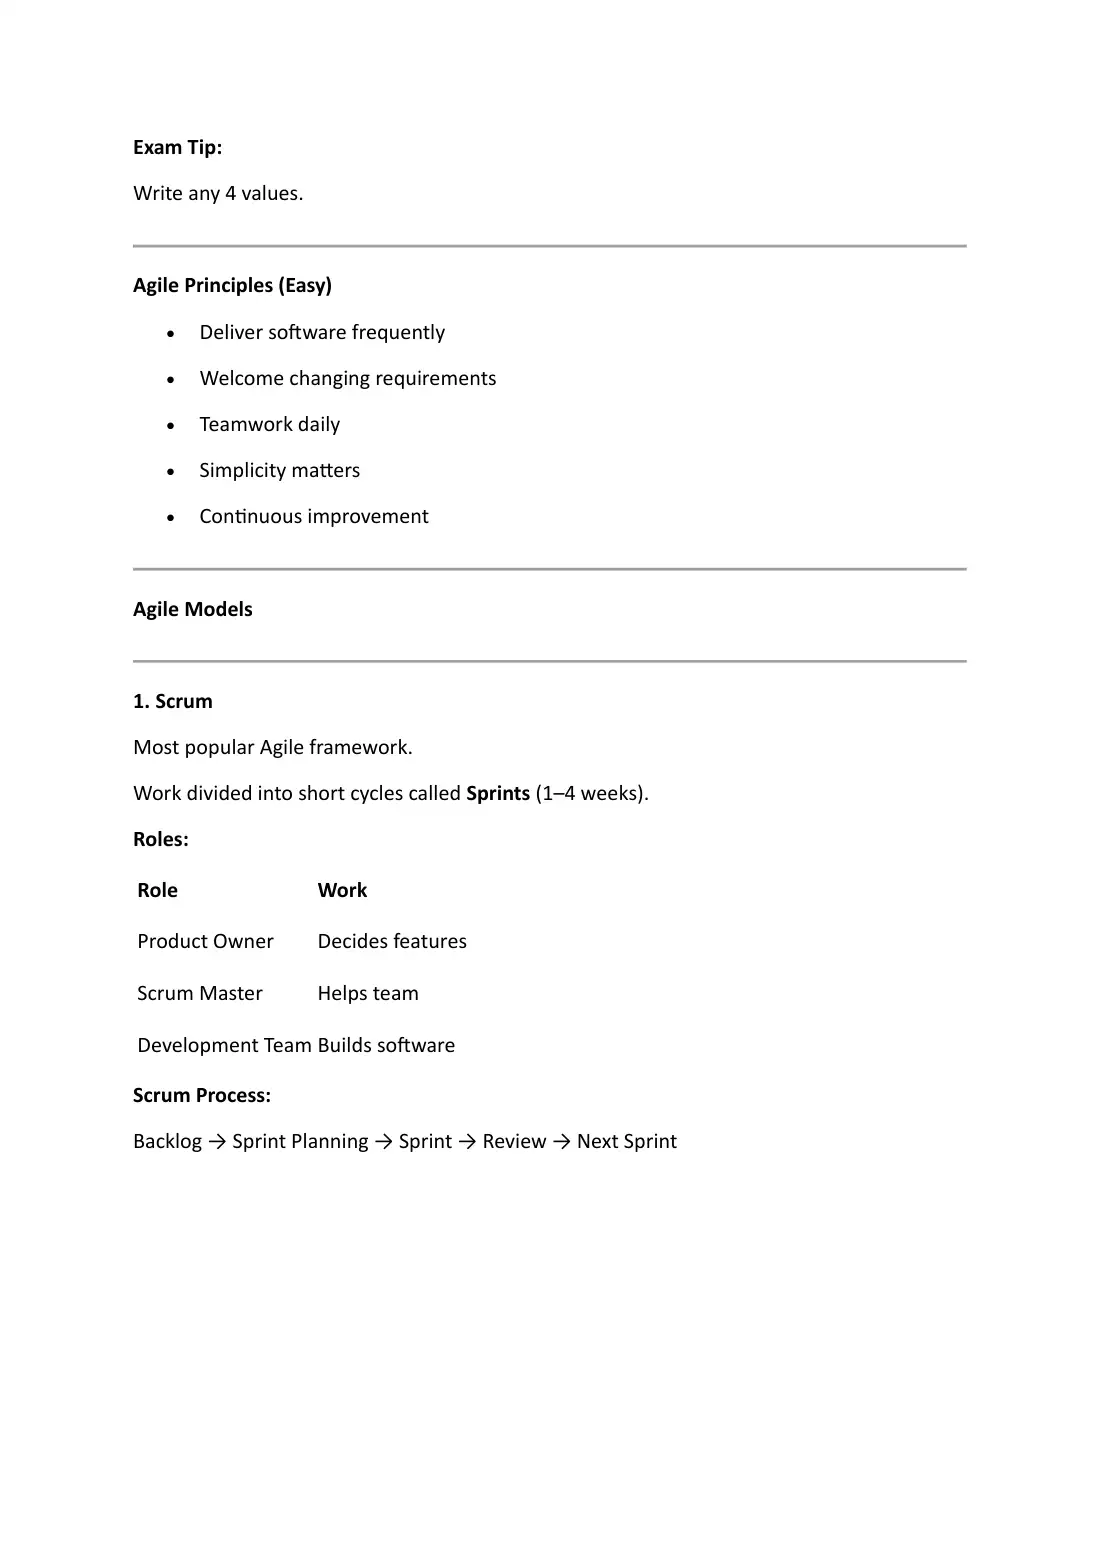 Exam Tip:
Write any 4 values.
Agile Principles (Easy)
• Deliver software frequently
• Welcome changing requirements
• Teamwork daily
• Simplicity matters
• Continuous improvement
Agile Models
1. Scrum
Most popular Agile framework.
Work divided into short cycles called Sprints (1–4 weeks).
Roles:
Role Work
Product Owner Decides features
Scrum Master Helps team
Development Team Builds software
Scrum Process:
Backlog → Sprint Planning → Sprint → Review → Next Sprint